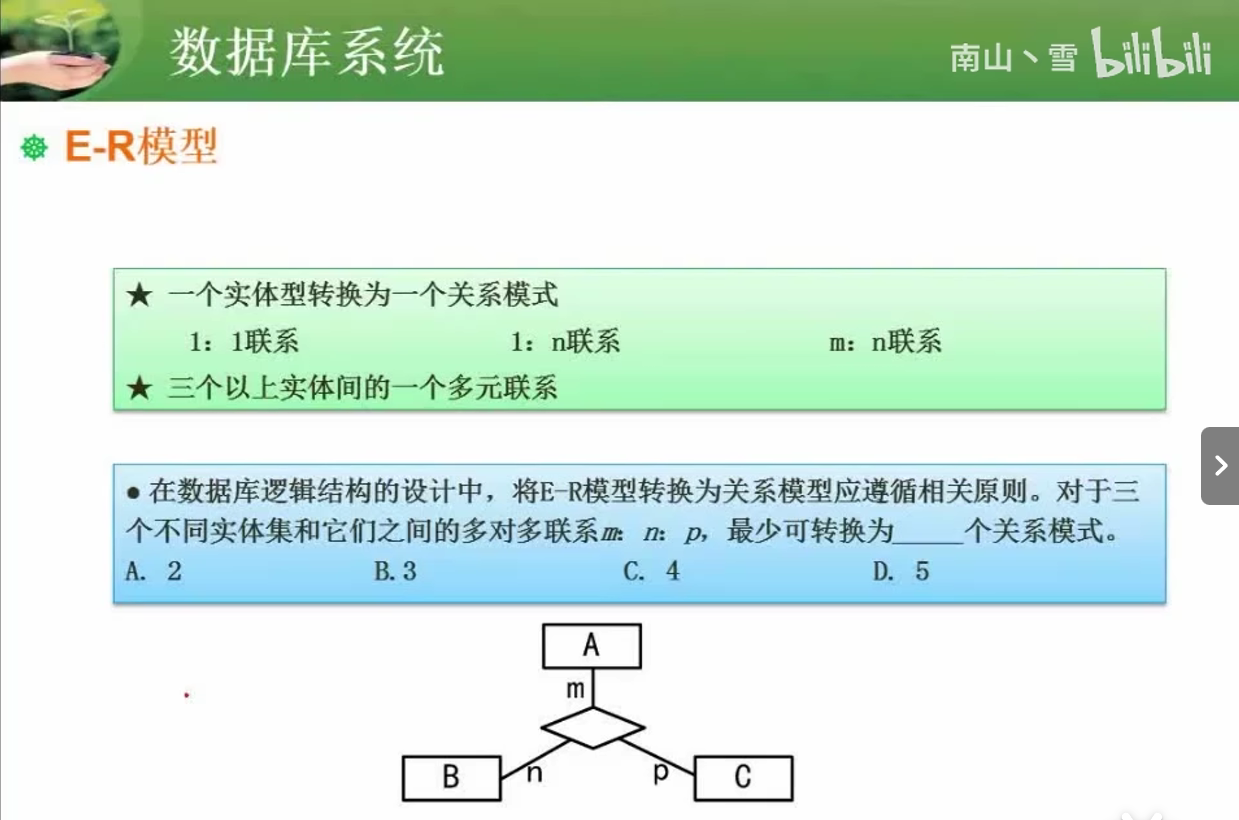 数据库系统
南山丶雪 bilibili
E-R模型
★ 一个实体型转换为一个关系模式
1: 1联系 1: n联系 m: n联系
★ 三个以上实体间的一个多元联系
● 在数据库逻辑结构的设计中，将E-R模型转换为关系模型应遵循相关原则。对于三
个不同实体集和它们之间的多对多联系m: n: p，最少可转换为_____个关系模式。
A. 2 B.3 C. 4 D. 5
A
m
n p
B C